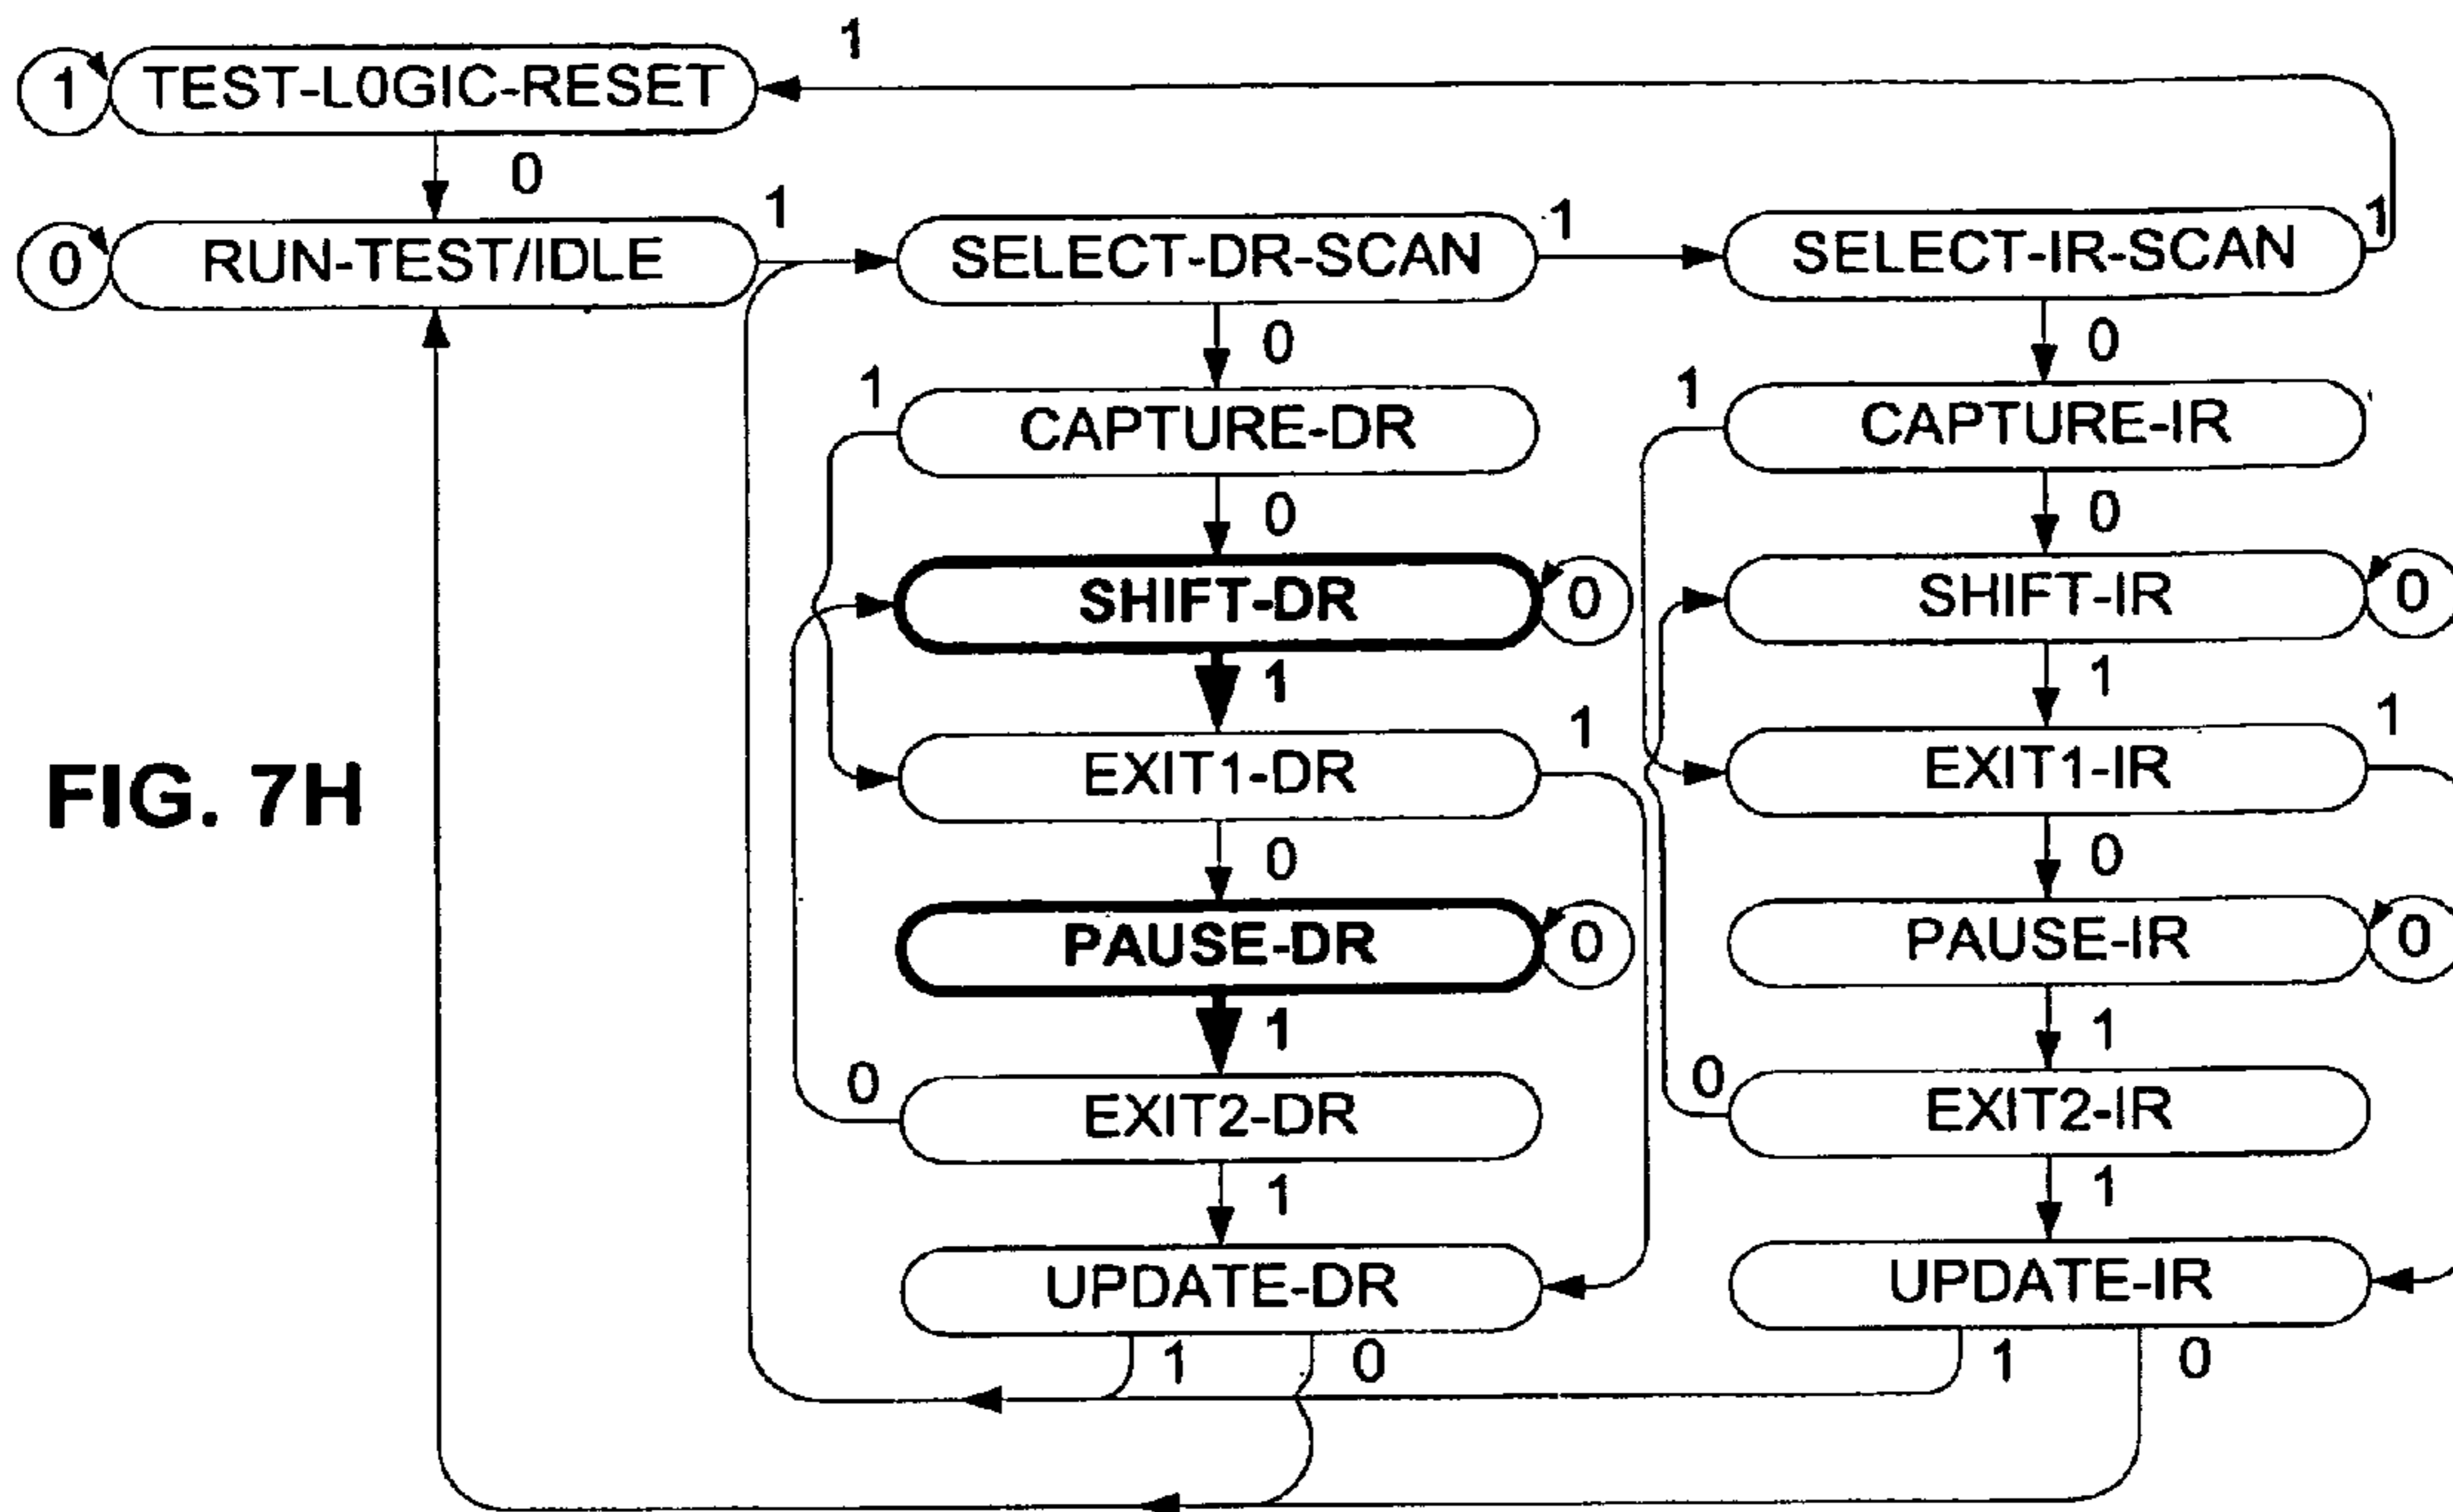 1
1 TEST-LOGIC-RESET
0
1
0 RUN-TEST/IDLE
SELECT-DR-SCAN
1
SELECT-IR-SCAN
1
0
0
1
CAPTURE-DR
1
CAPTURE-IR
0
0
SHIFT-DR
0
SHIFT-IR
0
1
1
EXIT1-DR
1
EXIT1-IR
1
FIG. 7H
0
0
PAUSE-DR
0
PAUSE-IR
0
1
1
0
EXIT2-DR
0
EXIT2-IR
1
1
UPDATE-DR
UPDATE-IR
1
0
1
0